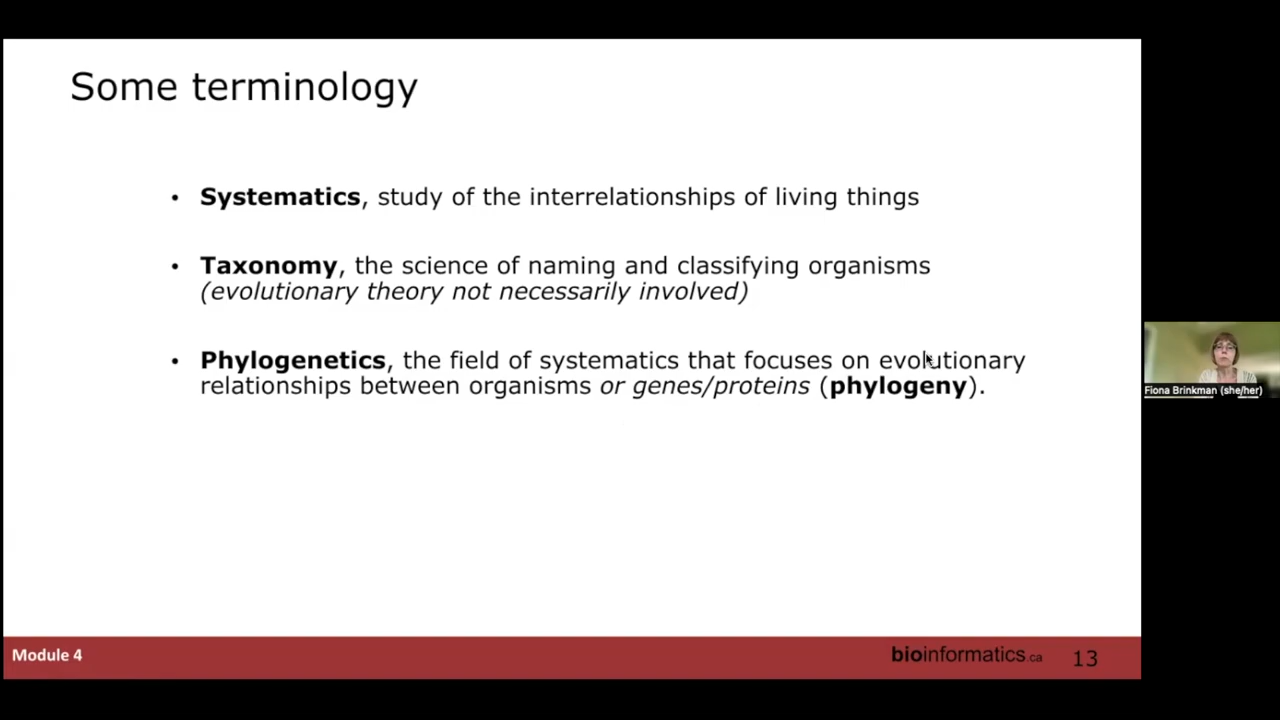 Some terminology
• Systematics, study of the interrelationships of living things
• Taxonomy, the science of naming and classifying organisms
(evolutionary theory not necessarily involved)
• Phylogenetics, the field of systematics that focuses on evolutionary
relationships between organisms or genes/proteins (phylogeny).
Fiona Brinkman (she/her)
Module 4
bioinformatics.ca
13